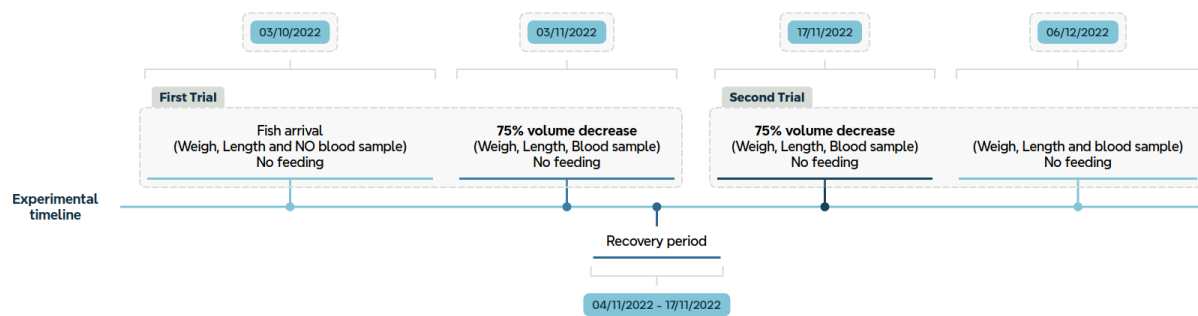 03/10/2022
03/11/2022
17/11/2022
06/12/2022
First Trial
Second Trial
Fish arrival
(Weigh, Length and NO blood sample)
No feeding
75% volume decrease
(Weigh, Length, Blood sample)
No feeding
75% volume decrease
(Weigh, Length, Blood sample)
No feeding
(Weigh, Length and blood sample)
No feeding
Experimental
timeline
Recovery period
04/11/2022 - 17/11/2022